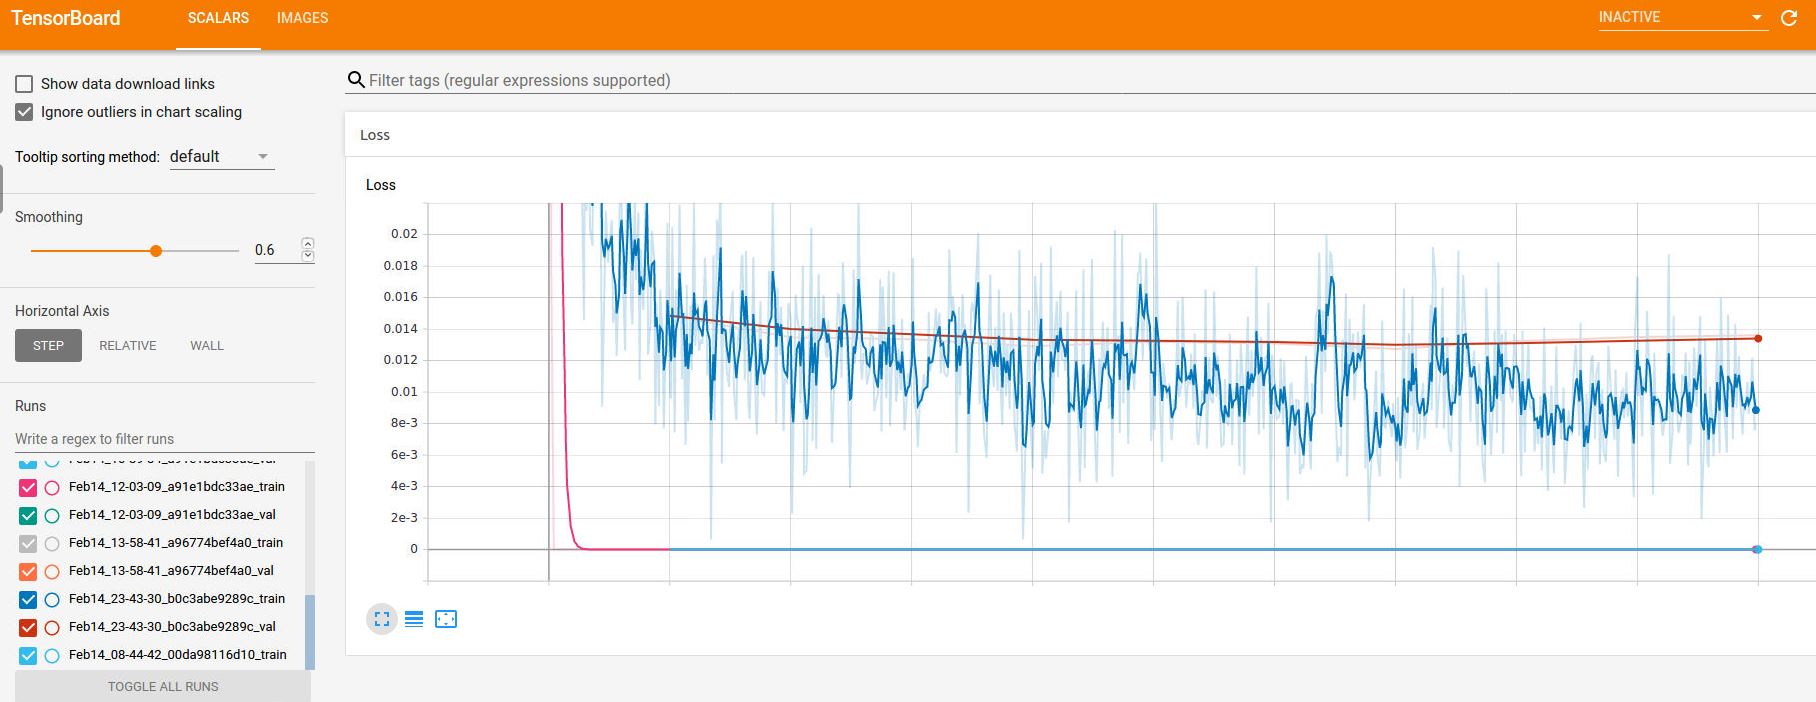 TensorBoard
SCALARS
IMAGES
INACTIVE
Show data download links
Ignore outliers in chart scaling
Tooltip sorting method: default
Smoothing
0.6
Horizontal Axis
STEP
RELATIVE
WALL
Runs
Write a regex to filter runs
Feb14_12-03-09_a91e1bdc33ae_train
Feb14_12-03-09_a91e1bdc33ae_val
Feb14_13-58-41_a96774bef4a0_train
Feb14_13-58-41_a96774bef4a0_val
Feb14_23-43-30_b0c3abe9289c_train
Feb14_23-43-30_b0c3abe9289c_val
Feb14_08-44-42_00da98116d10_train
TOGGLE ALL RUNS
Filter tags (regular expressions supported)
Loss
Loss
0.02
0.018
0.016
0.014
0.012
0.01
8e-3
6e-3
4e-3
2e-3
0